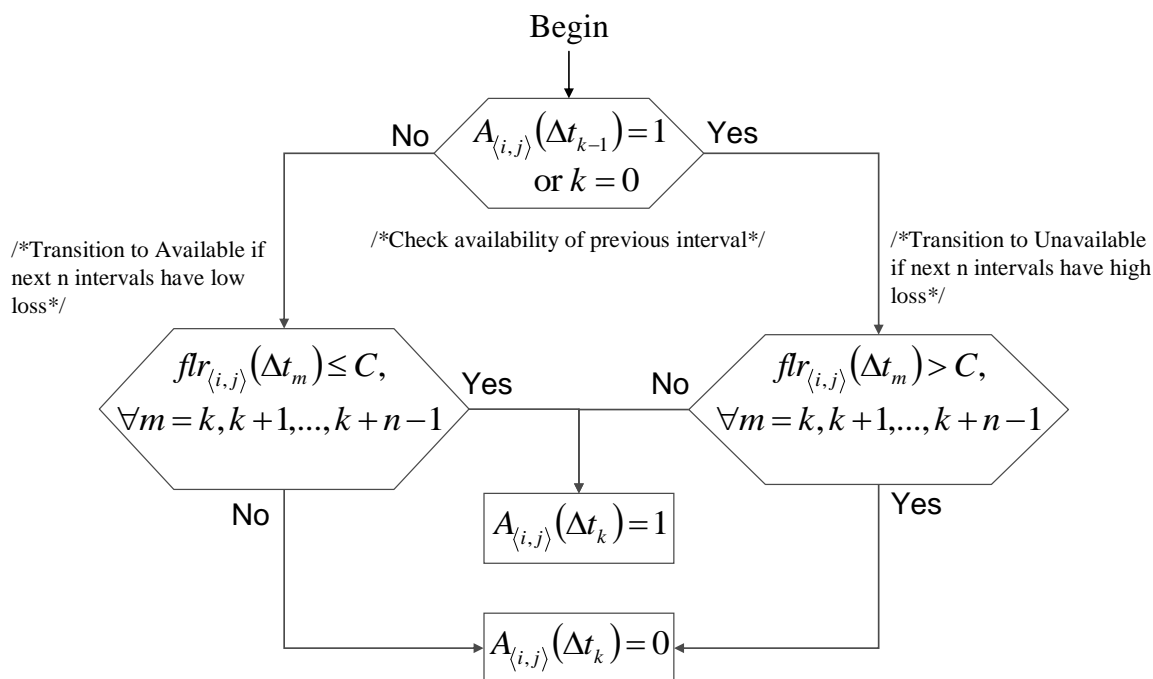 Begin
No
A⟨i,j⟩(Δt_{k−1}) = 1
Yes
or k = 0
/*Check availability of previous interval*/
/*Transition to Available if
next n intervals have low
loss*/
/*Transition to Unavailable
if next n intervals have high
loss*/
flr⟨i,j⟩(Δt_m) ≤ C,
∀m = k, k + 1,..., k + n − 1
Yes
No
flr⟨i,j⟩(Δt_m) > C,
∀m = k, k + 1,..., k + n − 1
No
Yes
A⟨i,j⟩(Δt_k) = 1
A⟨i,j⟩(Δt_k) = 0